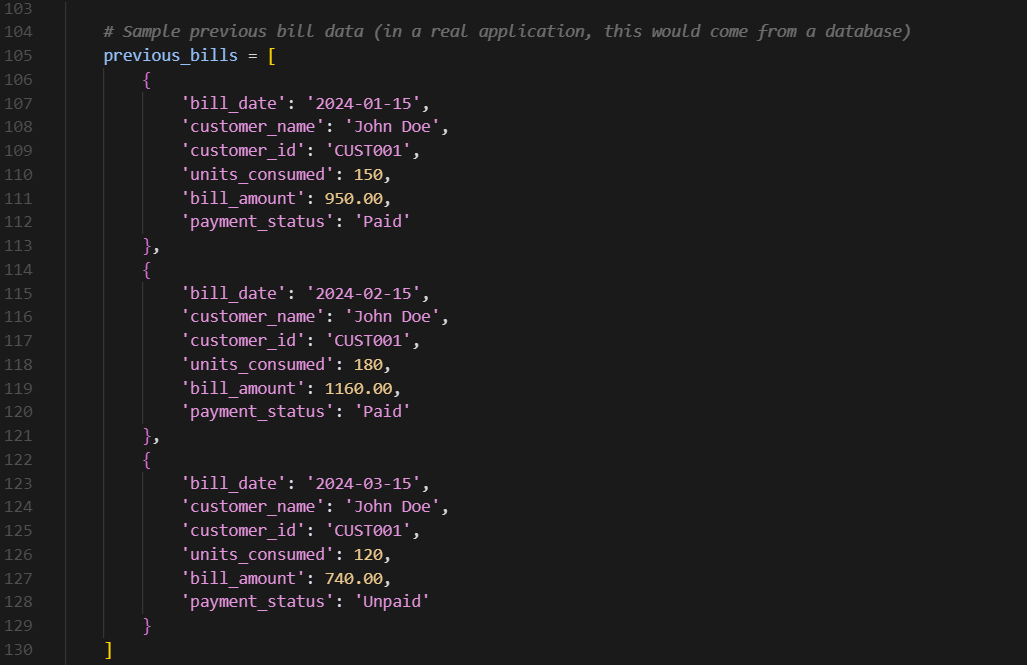 103
104 # Sample previous bill data (in a real application, this would come from a database)
105 previous_bills = [
106 {
107 'bill_date': '2024-01-15',
108 'customer_name': 'John Doe',
109 'customer_id': 'CUST001',
110 'units_consumed': 150,
111 'bill_amount': 950.00,
112 'payment_status': 'Paid'
113 },
114 {
115 'bill_date': '2024-02-15',
116 'customer_name': 'John Doe',
117 'customer_id': 'CUST001',
118 'units_consumed': 180,
119 'bill_amount': 1160.00,
120 'payment_status': 'Paid'
121 },
122 {
123 'bill_date': '2024-03-15',
124 'customer_name': 'John Doe',
125 'customer_id': 'CUST001',
126 'units_consumed': 120,
127 'bill_amount': 740.00,
128 'payment_status': 'Unpaid'
129 }
130 ]